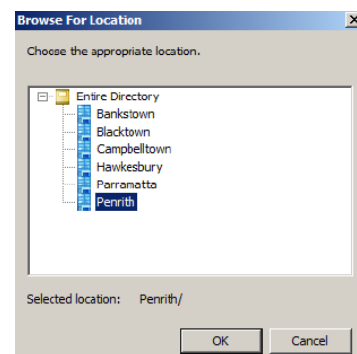 Browse For Location
Choose the appropriate location.
Entire Directory
Bankstown
Blacktown
Campbelltown
Hawkesbury
Parramatta
Penrith
Selected location: Penrith/
OK Cancel